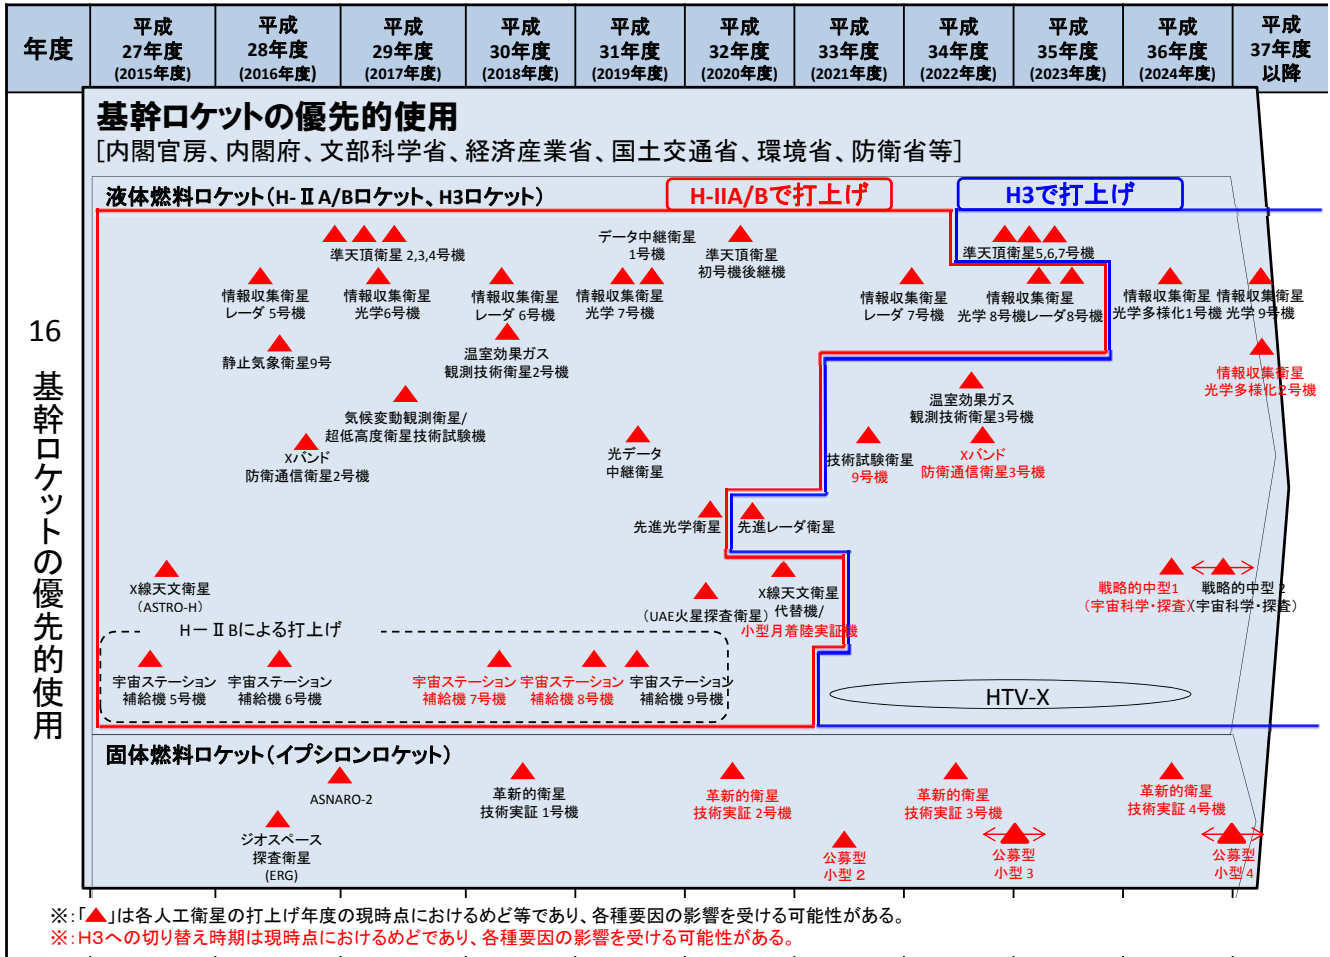 年度
平成
27年度
(2015年度)
平成
28年度
(2016年度)
平成
29年度
(2017年度)
平成
30年度
(2018年度)
平成
31年度
(2019年度)
平成
32年度
(2020年度)
平成
33年度
(2021年度)
平成
34年度
(2022年度)
平成
35年度
(2023年度)
平成
36年度
(2024年度)
平成
37年度
以降
16 基幹ロケットの優先的使用
基幹ロケットの優先的使用
[内閣官房、内閣府、文部科学省、経済産業省、国土交通省、環境省、防衛省等]
液体燃料ロケット(H-ⅡA/Bロケット、H3ロケット)
H-IIA/Bで打上げ
H3で打上げ
準天頂衛星 2,3,4号機
データ中継衛星
1号機
準天頂衛星
初号機後継機
準天頂衛星5,6,7号機
情報収集衛星
レーダ 5号機
情報収集衛星
光学6号機
情報収集衛星
レーダ 6号機
情報収集衛星
光学 7号機
情報収集衛星
レーダ 7号機
情報収集衛星
光学 8号機レーダ8号機
情報収集衛星
光学多様化1号機
情報収集衛星
光学 9号機
静止気象衛星9号
温室効果ガス
観測技術衛星2号機
情報収集衛星
光学多様化2号機
気候変動観測衛星/
超低高度衛星技術試験機
温室効果ガス
観測技術衛星3号機
Xバンド
防衛通信衛星2号機
光データ
中継衛星
技術試験衛星
9号機
Xバンド
防衛通信衛星3号機
先進光学衛星
先進レーダ衛星
X線天文衛星
(ASTRO-H)
(UAE火星探査衛星)
X線天文衛星
代替機/
小型月着陸実証機
戦略的中型1
(宇宙科学・探査)
戦略的中型 2
(宇宙科学・探査)
H-ⅡBによる打上げ
宇宙ステーション
補給機 5号機
宇宙ステーション
補給機 6号機
宇宙ステーション
補給機 7号機
宇宙ステーション
補給機 8号機
宇宙ステーション
補給機 9号機
HTV-X
固体燃料ロケット(イプシロンロケット)
ASNARO-2
革新的衛星
技術実証 1号機
革新的衛星
技術実証 2号機
革新的衛星
技術実証 3号機
革新的衛星
技術実証 4号機
ジオスペース
探査衛星
(ERG)
公募型
小型 2
公募型
小型 3
公募型
小型 4
※:「▲」は各人工衛星の打上げ年度の現時点におけるめど等であり、各種要因の影響を受ける可能性がある。
※:H3への切り替え時期は現時点におけるめどであり、各種要因の影響を受ける可能性がある。